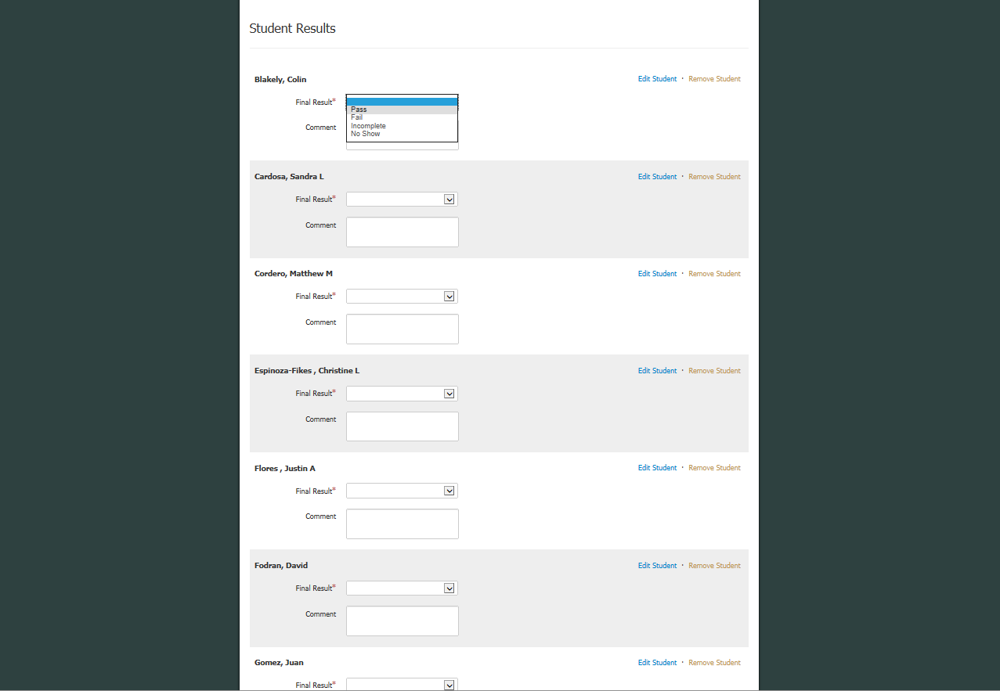 Student Results
Blakely, Colin
Edit Student · Remove Student
Final Result*
Pass
Fail
Incomplete
No Show
Comment
Cardosa, Sandra L
Edit Student · Remove Student
Final Result*
Comment
Cordero, Matthew M
Edit Student · Remove Student
Final Result*
Comment
Espinoza-Fikes , Christine L
Edit Student · Remove Student
Final Result*
Comment
Flores , Justin A
Edit Student · Remove Student
Final Result*
Comment
Fodran, David
Edit Student · Remove Student
Final Result*
Comment
Gomez, Juan
Edit Student · Remove Student
Final Result*